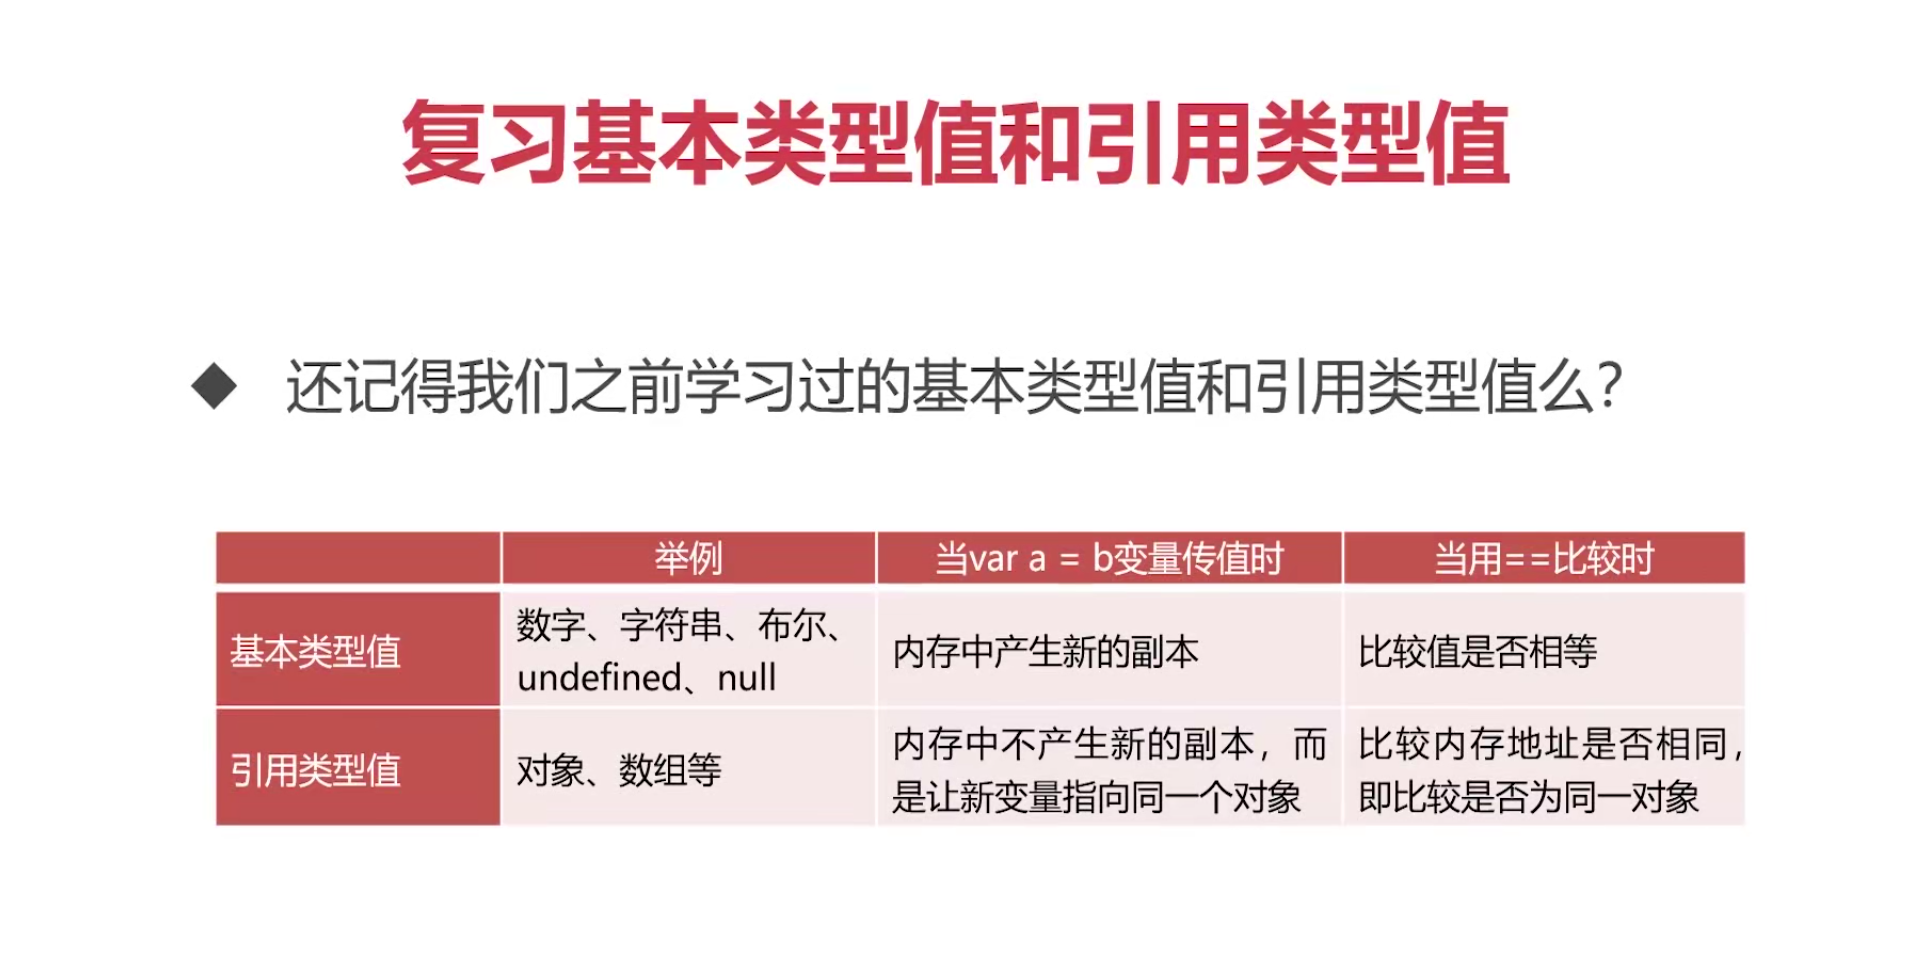 复习基本类型值和引用类型值
◆ 还记得我们之前学习过的基本类型值和引用类型值么?
举例 当var a = b变量传值时 当用==比较时
基本类型值
数字、字符串、布尔、
undefined、null
内存中产生新的副本
比较值是否相等
引用类型值
对象、数组等
内存中不产生新的副本，而
是让新变量指向同一个对象
比较内存地址是否相同，
即比较是否为同一对象